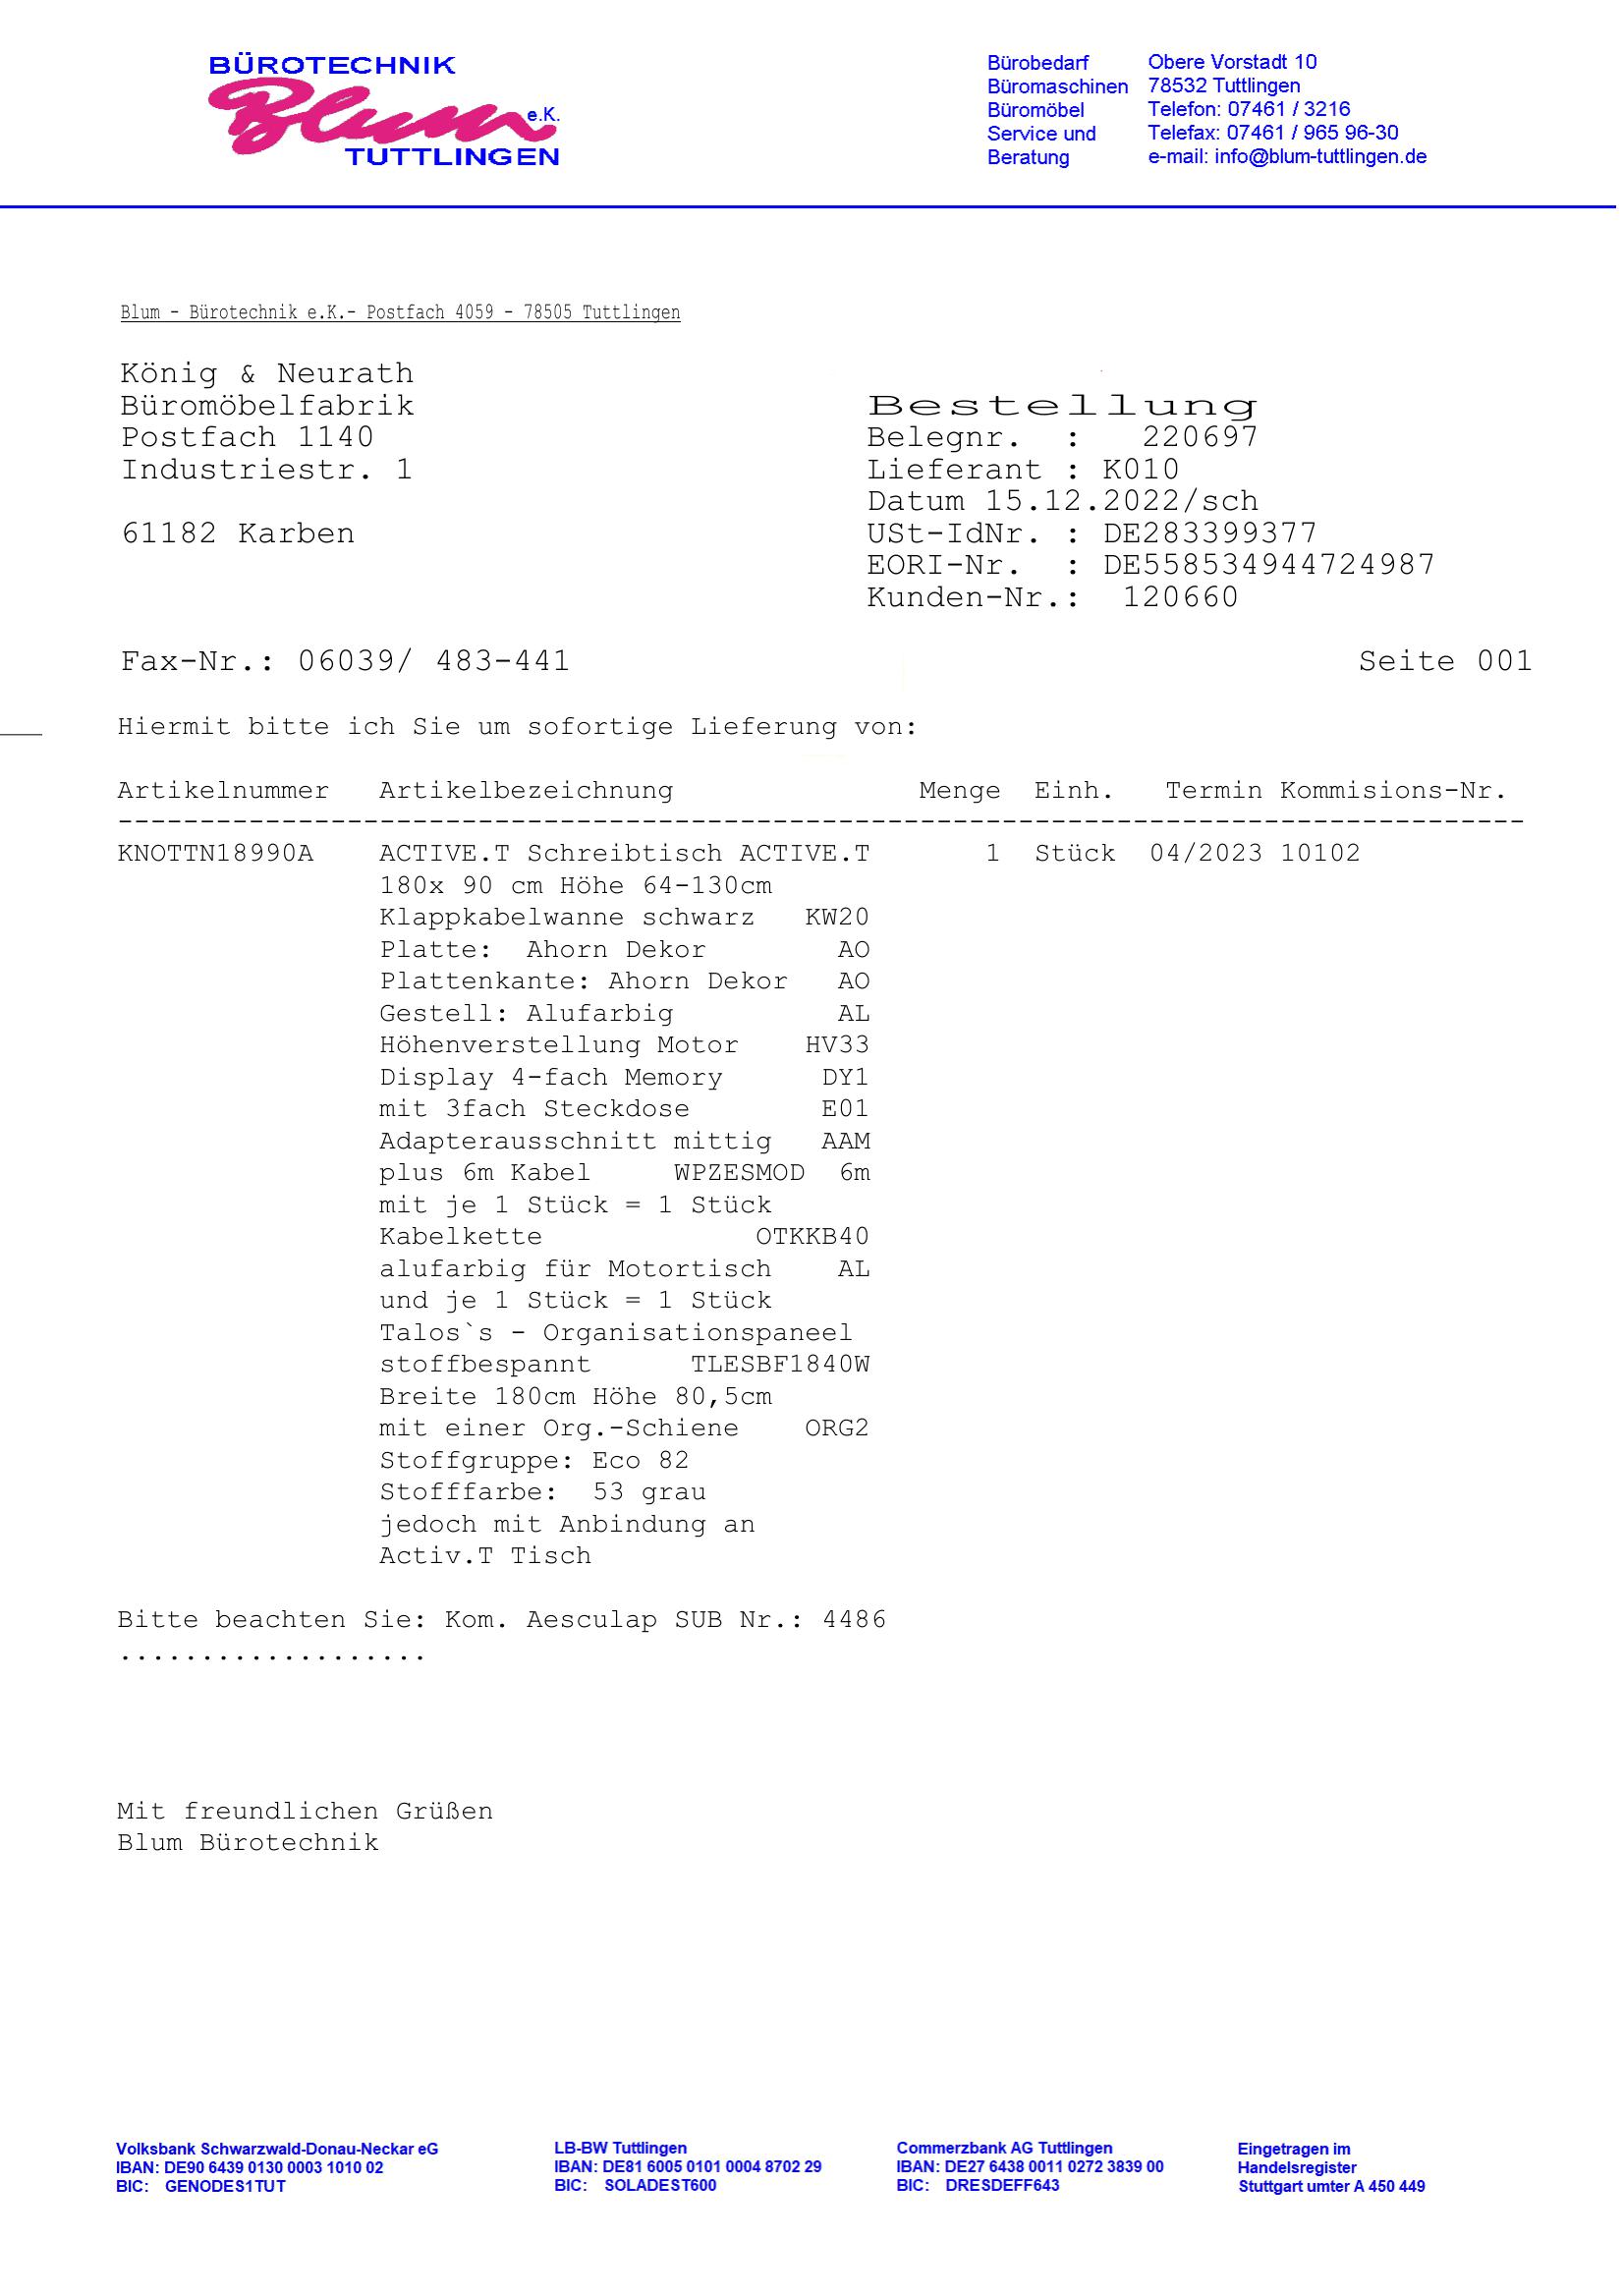 BÜROTECHNIK
Blum e.K.
TUTTLINGEN
Bürobedarf Obere Vorstadt 10
Büromaschinen 78532 Tuttlingen
Büromöbel Telefon: 07461 / 3216
Service und Telefax: 07461 / 965 96-30
Beratung e-mail: info@blum-tuttlingen.de
Blum - Bürotechnik e.K.- Postfach 4059 - 78505 Tuttlingen
König & Neurath
Büromöbelfabrik
Postfach 1140
Industriestr. 1
61182 Karben
Bestellung
Belegnr. : 220697
Lieferant : K010
Datum 15.12.2022/sch
USt-IdNr. : DE283399377
EORI-Nr. : DE558534944724987
Kunden-Nr.: 120660
Fax-Nr.: 06039/ 483-441 Seite 001
Hiermit bitte ich Sie um sofortige Lieferung von:
Artikelnummer Artikelbezeichnung Menge Einh. Termin Kommisions-Nr.
--------------------------------------------------------------------------------------
KNOTTN18990A ACTIVE.T Schreibtisch ACTIVE.T 1 Stück 04/2023 10102
180x 90 cm Höhe 64-130cm
Klappkabelwanne schwarz KW20
Platte: Ahorn Dekor AO
Plattenkante: Ahorn Dekor AO
Gestell: Alufarbig AL
Höhenverstellung Motor HV33
Display 4-fach Memory DY1
mit 3fach Steckdose E01
Adapterausschnitt mittig AAM
plus 6m Kabel WPZESMOD 6m
mit je 1 Stück = 1 Stück
Kabelkette OTKKB40
alufarbig für Motortisch AL
und je 1 Stück = 1 Stück
Talos`s - Organisationspaneel
stoffbespannt TLESBF1840W
Breite 180cm Höhe 80,5cm
mit einer Org.-Schiene ORG2
Stoffgruppe: Eco 82
Stofffarbe: 53 grau
jedoch mit Anbindung an
Activ.T Tisch
Bitte beachten Sie: Kom. Aesculap SUB Nr.: 4486
...................
Mit freundlichen Grüßen
Blum Bürotechnik
Volksbank Schwarzwald-Donau-Neckar eG
IBAN: DE90 6439 0130 0003 1010 02
BIC: GENODES1TUT
LB-BW Tuttlingen
IBAN: DE81 6005 0101 0004 8702 29
BIC: SOLADEST600
Commerzbank AG Tuttlingen
IBAN: DE27 6438 0011 0272 3839 00
BIC: DRESDEFF643
Eingetragen im
Handelsregister
Stuttgart umter A 450 449